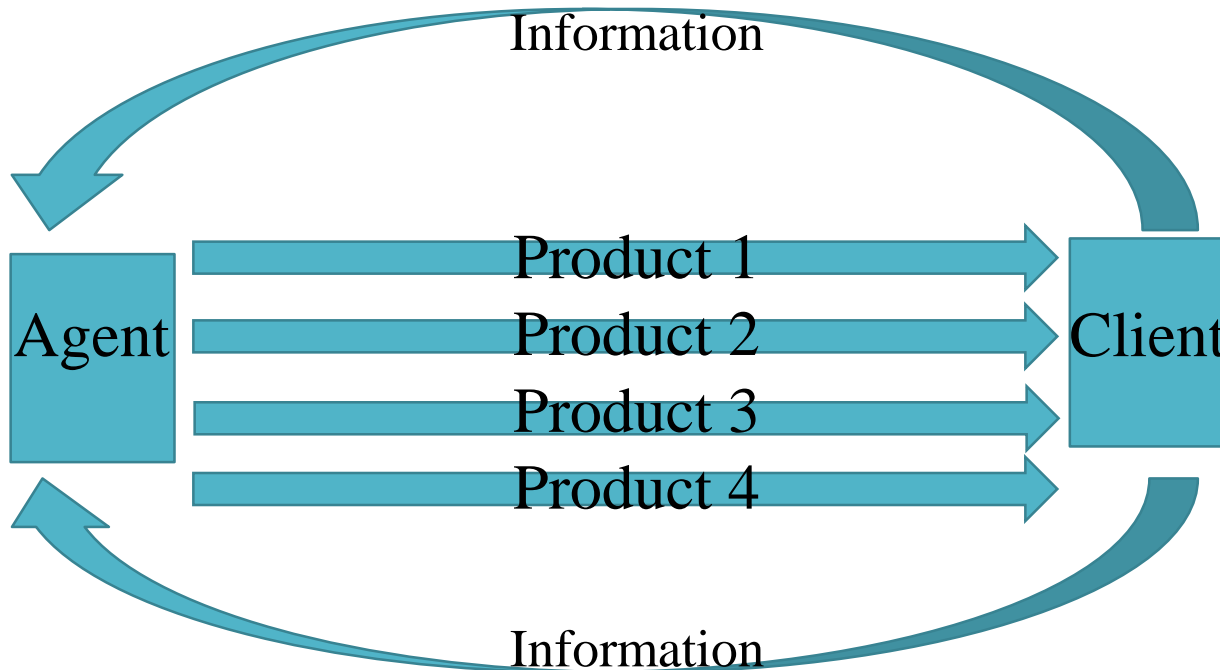 Information
Product 1
Agent
Product 2
Client
Product 3
Product 4
Information